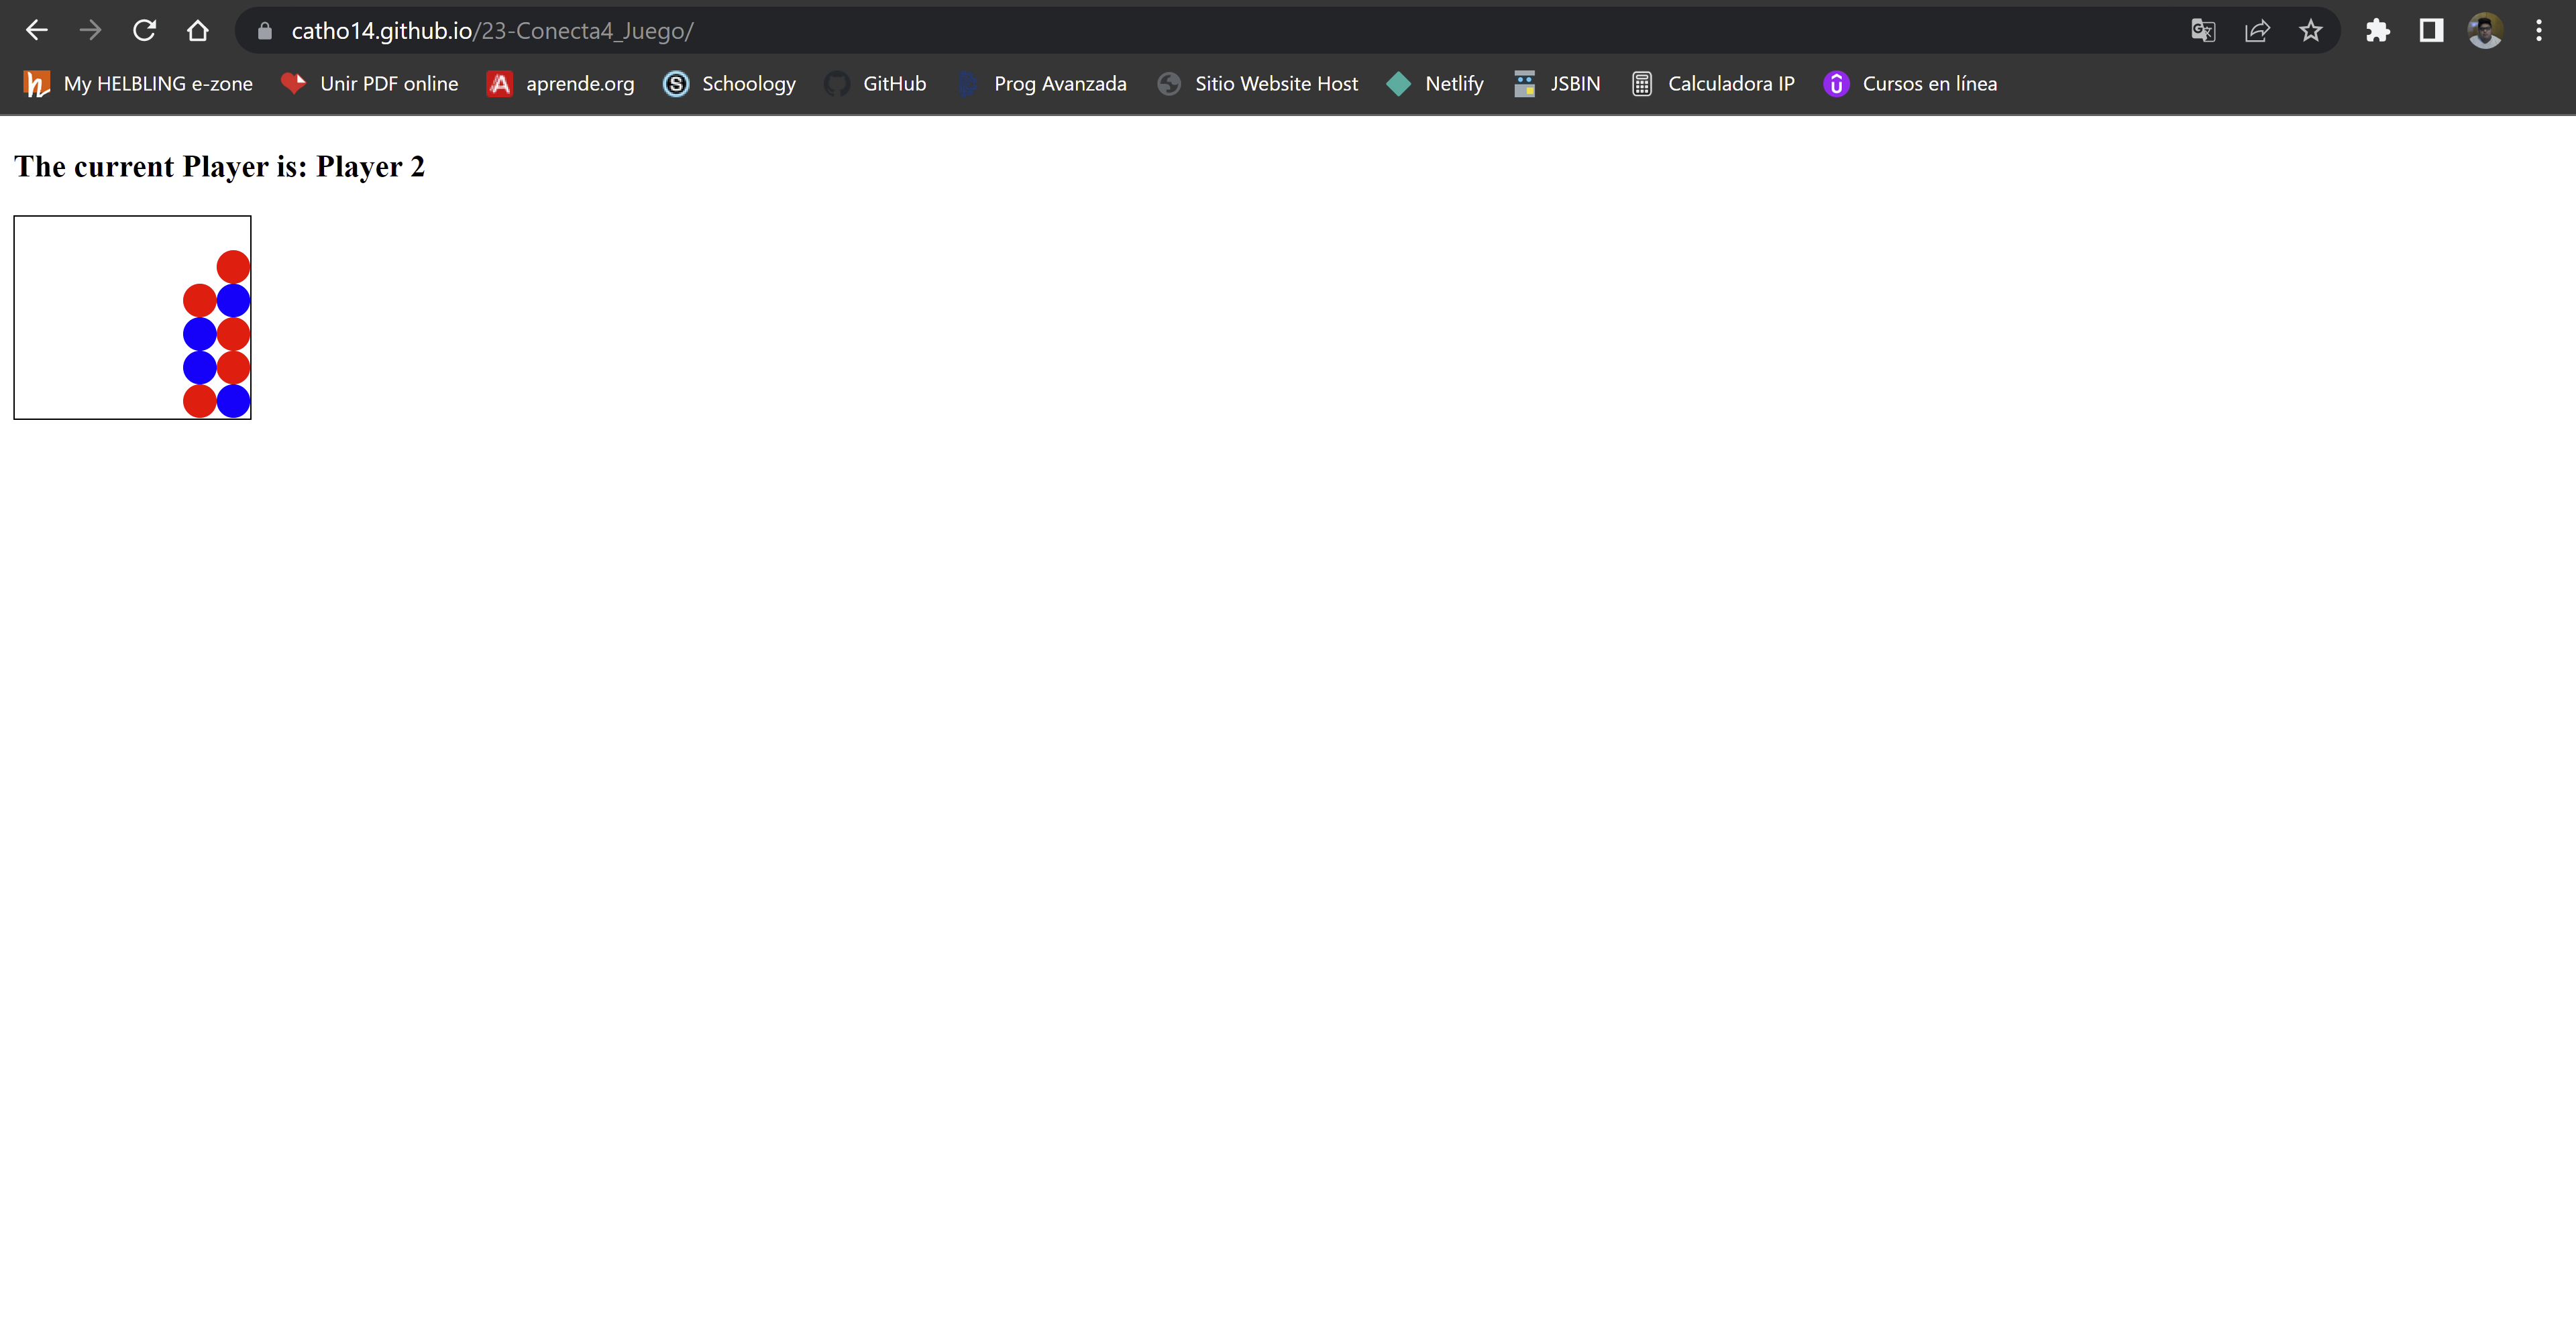 catho14.github.io/23-Conecta4_Juego/
My HELBLING e-zone Unir PDF online aprende.org Schoology GitHub Prog Avanzada Sitio Website Host Netlify JSBIN Calculadora IP Cursos en línea
The current Player is: Player 2